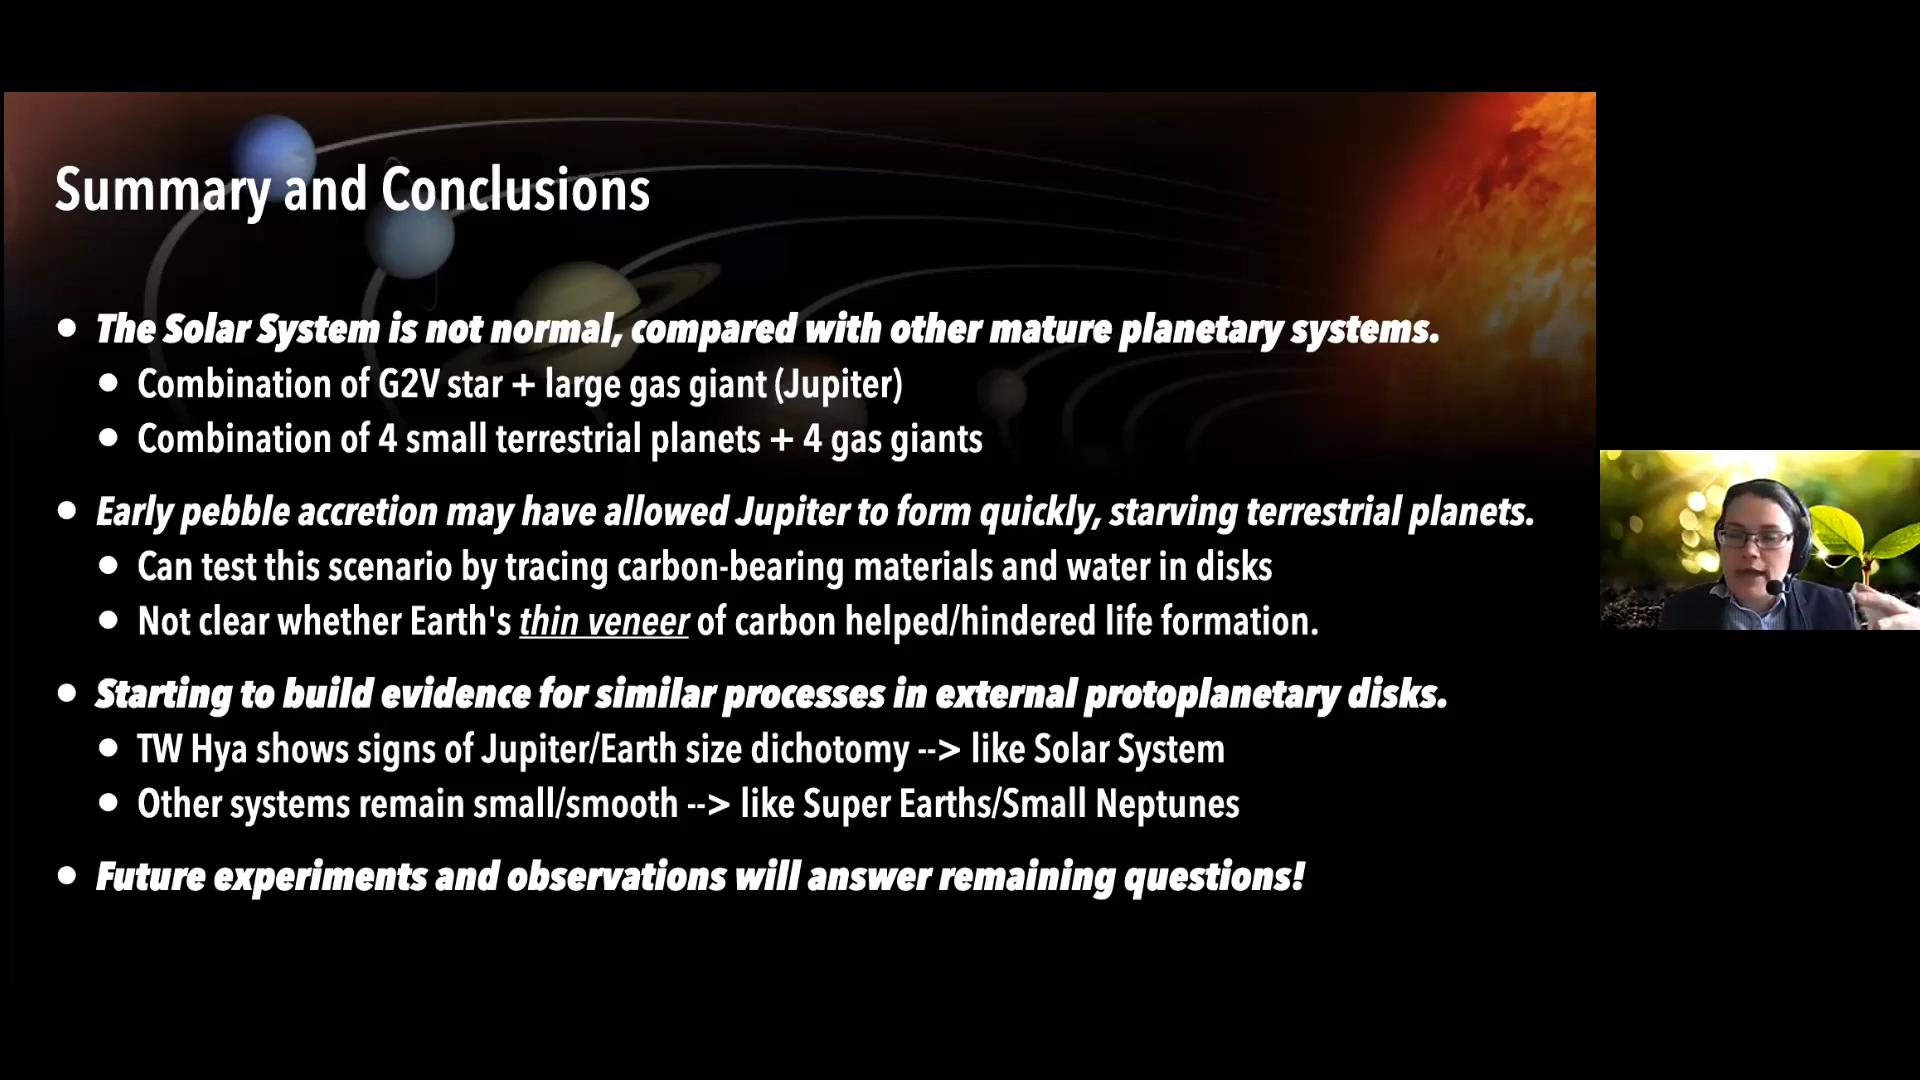 Summary and Conclusions
• The Solar System is not normal, compared with other mature planetary systems.
• Combination of G2V star + large gas giant (Jupiter)
• Combination of 4 small terrestrial planets + 4 gas giants
• Early pebble accretion may have allowed Jupiter to form quickly, starving terrestrial planets.
• Can test this scenario by tracing carbon-bearing materials and water in disks
• Not clear whether Earth's thin veneer of carbon helped/hindered life formation.
• Starting to build evidence for similar processes in external protoplanetary disks.
• TW Hya shows signs of Jupiter/Earth size dichotomy --> like Solar System
• Other systems remain small/smooth --> like Super Earths/Small Neptunes
• Future experiments and observations will answer remaining questions!